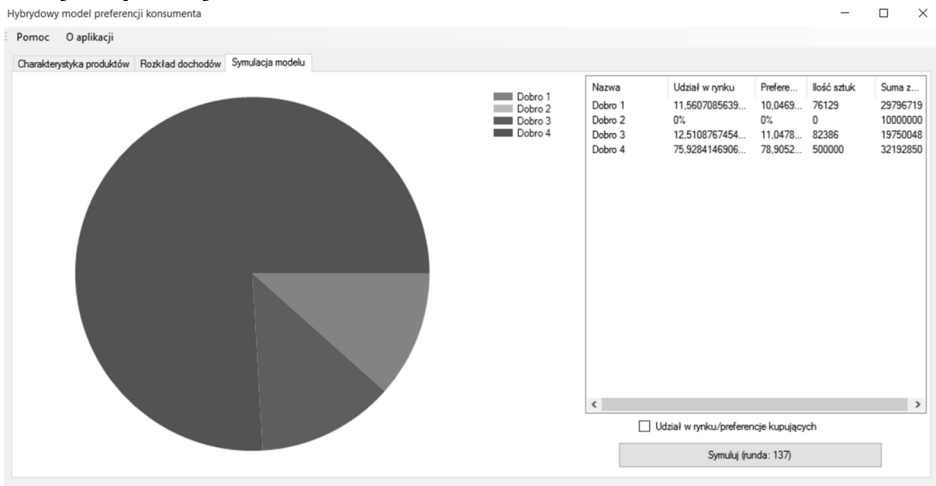 Hybrydowy model preferencji konsumenta
Pomoc O aplikacji
Charakterystyka produktów Rozkład dochodów Symulacja modelu
Dobro 1
Dobro 2
Dobro 3
Dobro 4
Nazwa Udział w rynku Prefere... Ilość sztuk Suma z...
Dobro 1 11,5607085639... 10,0469... 76129 29796719
Dobro 2 0% 0% 0 10000000
Dobro 3 12,5108767454... 11,0478... 82386 19750048
Dobro 4 75,9284146906... 78,9052... 500000 32192850
Udział w rynku/preferencje kupujących
Symuluj (runda: 137)